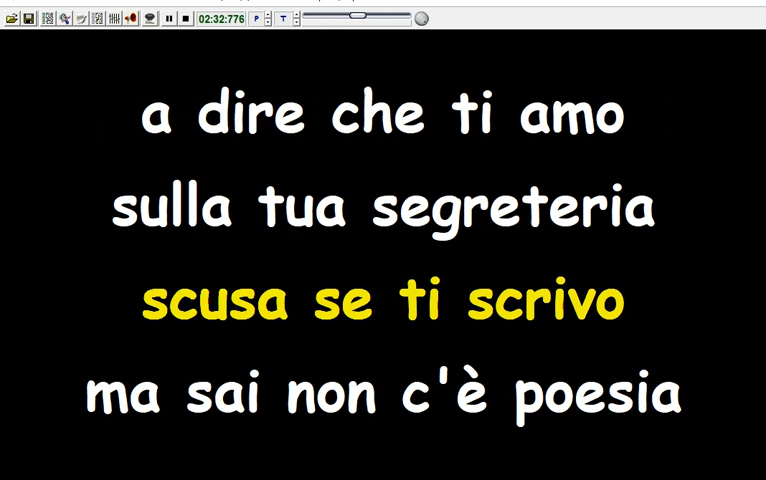 02:32:776
P
T
a dire che ti amo
sulla tua segreteria
scusa se ti scrivo
ma sai non c'è poesia